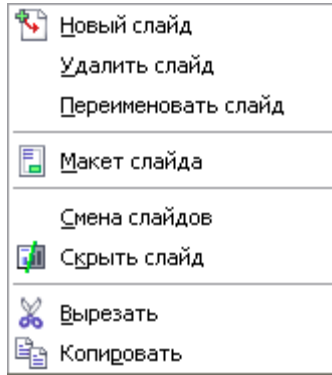 Новый слайд
Удалить слайд
Переименовать слайд
Макет слайда
Смена слайдов
Скрыть слайд
Вырезать
Копировать